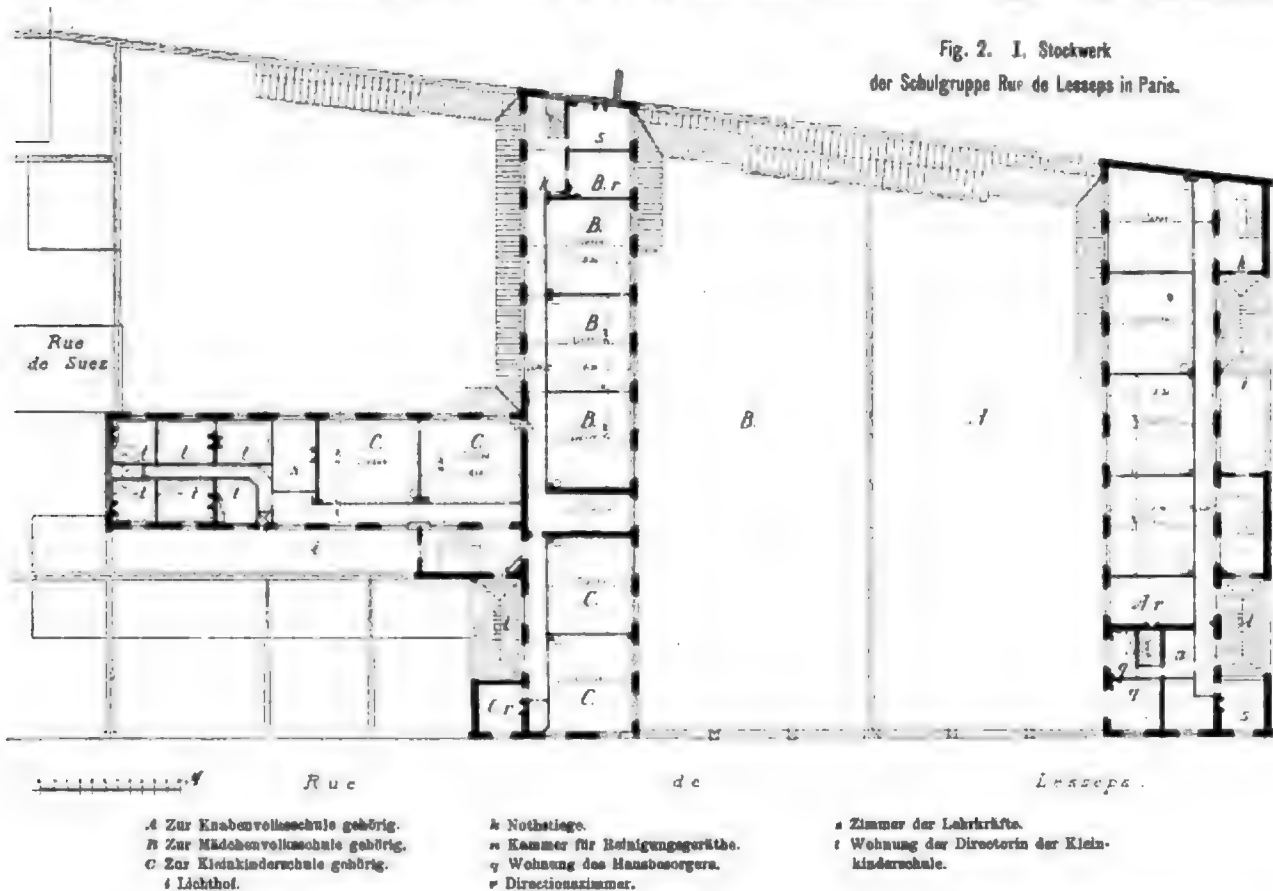 Fig. 2. I. Stockwerk
der Schulgruppe Rue de Lesseps in Paris.
s
k
B. r
B.
k
B.
i
Rue
de Suez
B.
B.
A
C.
C.
t
t
t
s
t
t
t
i
C.
A r
n
q
q
C r
C.
s
Rue de Lesseps.
A Zur Knabenvolksschule gehörig.
B Zur Mädchenvolksschule gehörig.
C Zur Kleinkinderschule gehörig.
i Lichthof.
k Nothstiege.
n Kammer für Reinigungsgeräthe.
q Wohnung des Hausbesorgers.
r Directionszimmer.
s Zimmer der Lehrkräfte.
t Wohnung der Directorin der Klein-
kinderschule.